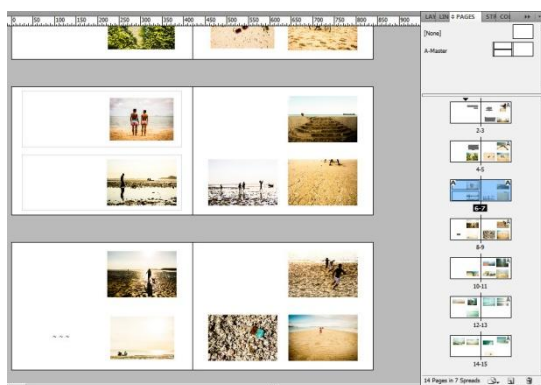 0 50 100 150 200 250 300 350 400 450 500 550 600 650 700 750 800 850 900
LAY LIN PAGES STR COL
[None]
A-Master
2-3
4-5
6-7
8-9
10-11
12-13
14-15
14 Pages in 7 Spreads